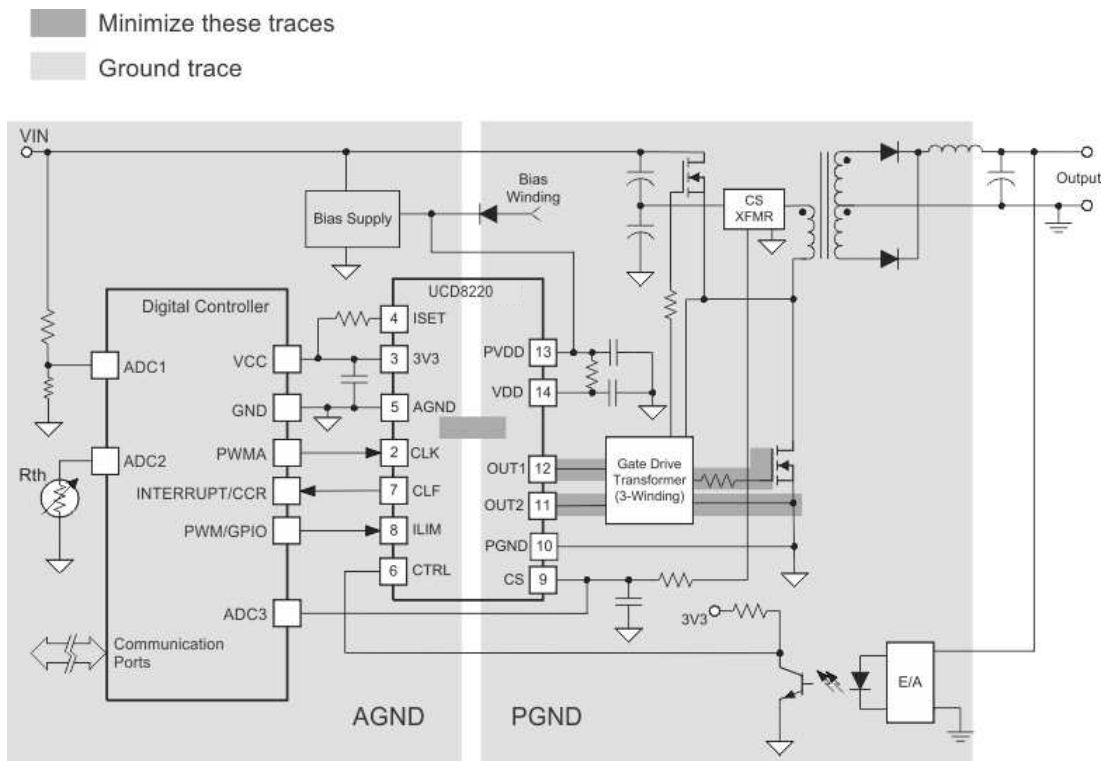 Minimize these traces
Ground trace
VIN
Bias
Winding
Bias Supply
CS
XFMR
Output
UCD8220
Digital Controller
4
ISET
VCC
3
3V3
PVDD
13
ADC1
VDD
14
GND
5
AGND
PWMA
2
CLK
OUT1
12
Gate Drive
Transformer
(3-Winding)
ADC2
Rth
INTERRUPT/CCR
7
CLF
OUT2
11
PWM/GPIO
8
ILIM
PGND
10
6
CTRL
CS
9
ADC3
3V3
Communication
Ports
E/A
AGND
PGND